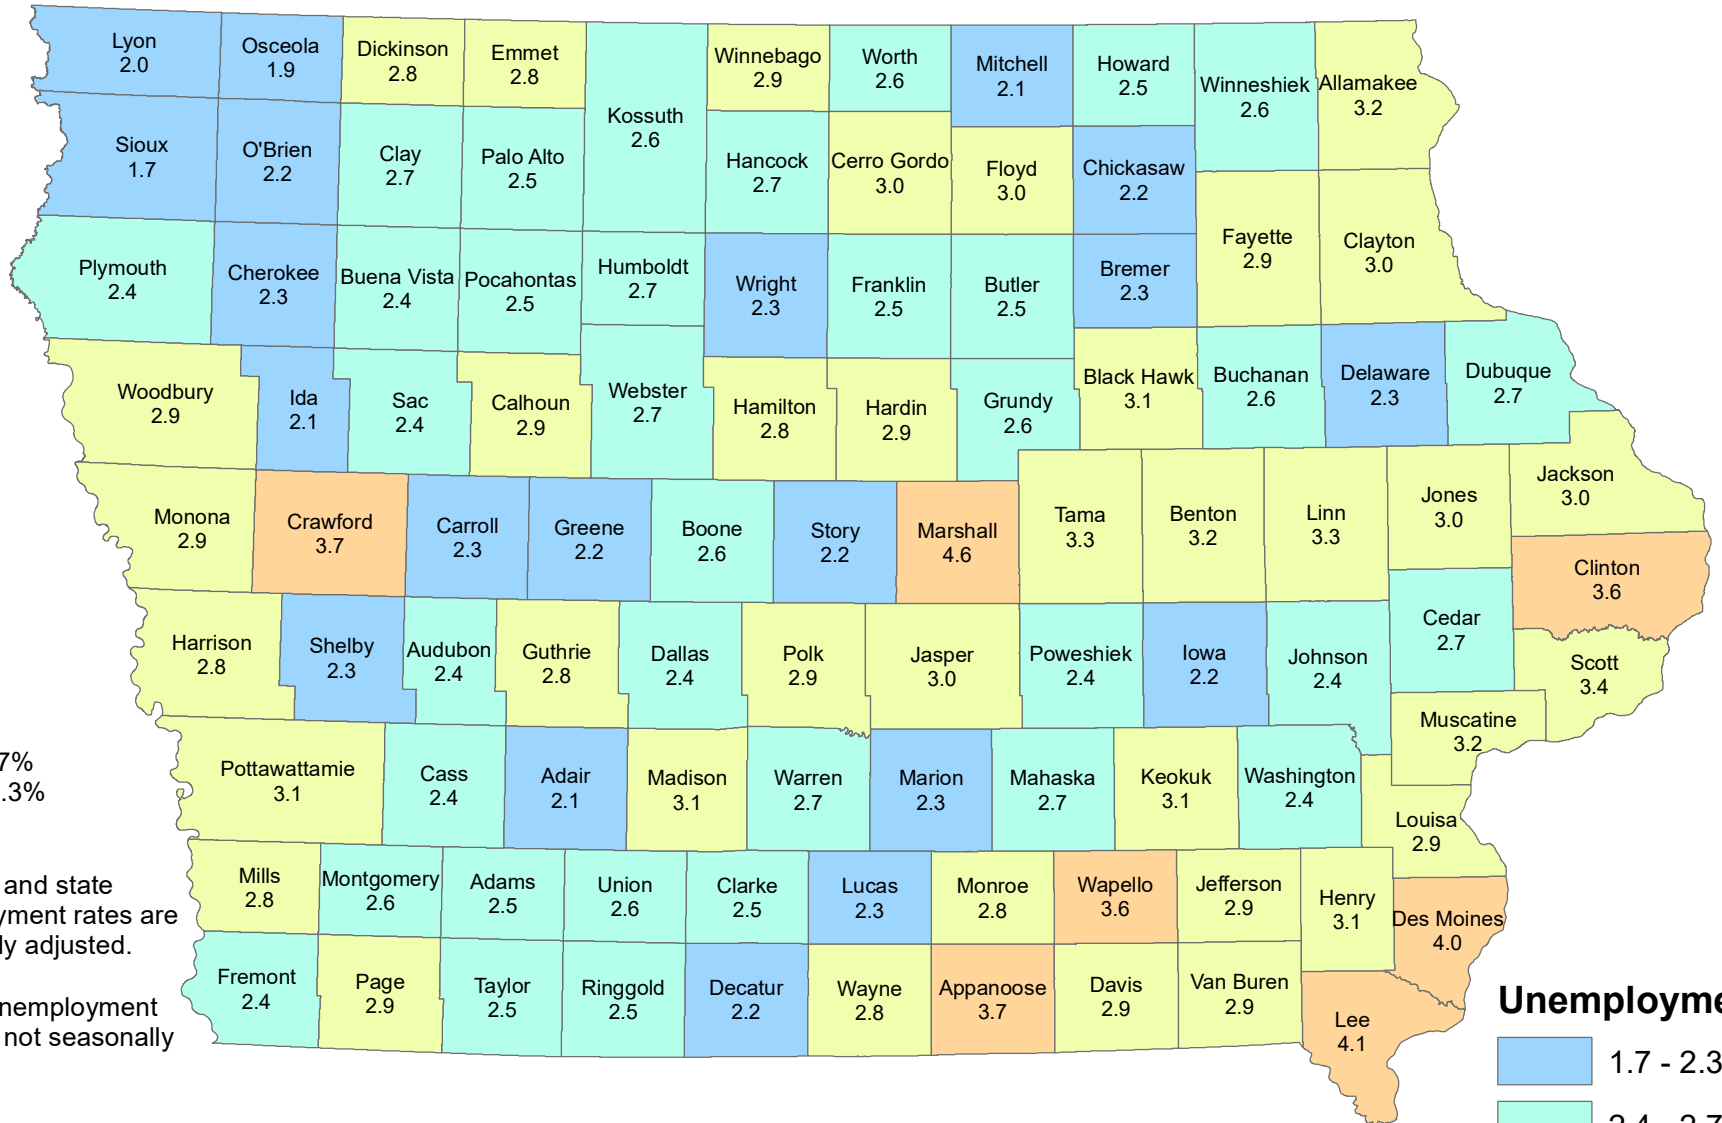 Lyon
2.0
Osceola
1.9
Dickinson
2.8
Emmet
2.8
Kossuth
2.6
Winnebago
2.9
Worth
2.6
Mitchell
2.1
Howard
2.5
Winneshiek
2.6
Allamakee
3.2
Sioux
1.7
O'Brien
2.2
Clay
2.7
Palo Alto
2.5
Hancock
2.7
Cerro Gordo
3.0
Floyd
3.0
Chickasaw
2.2
Fayette
2.9
Clayton
3.0
Plymouth
2.4
Cherokee
2.3
Buena Vista
2.4
Pocahontas
2.5
Humboldt
2.7
Wright
2.3
Franklin
2.5
Butler
2.5
Bremer
2.3
Woodbury
2.9
Ida
2.1
Sac
2.4
Calhoun
2.9
Webster
2.7
Hamilton
2.8
Hardin
2.9
Grundy
2.6
Black Hawk
3.1
Buchanan
2.6
Delaware
2.3
Dubuque
2.7
Jackson
3.0
Monona
2.9
Crawford
3.7
Carroll
2.3
Greene
2.2
Boone
2.6
Story
2.2
Marshall
4.6
Tama
3.3
Benton
3.2
Linn
3.3
Jones
3.0
Clinton
3.6
Harrison
2.8
Shelby
2.3
Audubon
2.4
Guthrie
2.8
Dallas
2.4
Polk
2.9
Jasper
3.0
Poweshiek
2.4
Iowa
2.2
Johnson
2.4
Cedar
2.7
Scott
3.4
Muscatine
3.2
Pottawattamie
3.1
Cass
2.4
Adair
2.1
Madison
3.1
Warren
2.7
Marion
2.3
Mahaska
2.7
Keokuk
3.1
Washington
2.4
Louisa
2.9
Mills
2.8
Montgomery
2.6
Adams
2.5
Union
2.6
Clarke
2.5
Lucas
2.3
Monroe
2.8
Wapello
3.6
Jefferson
2.9
Henry
3.1
Des Moines
4.0
Fremont
2.4
Page
2.9
Taylor
2.5
Ringgold
2.5
Decatur
2.2
Wayne
2.8
Appanoose
3.7
Davis
2.9
Van Buren
2.9
Lee
4.1
7%
.3%
and state
yment rates are
ly adjusted.
nemployment
not seasonally
Unemployme
1.7 - 2.3